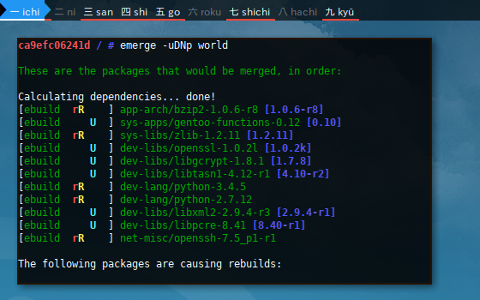 一 ichi 二 ni 三 san 四 shi 五 go 六 roku 七 shichi 八 hachi 九 kyū
ca9efc06241d / # emerge -uDNp world
These are the packages that would be merged, in order:
Calculating dependencies... done!
[ebuild rR ] app-arch/bzip2-1.0.6-r8 [1.0.6-r8]
[ebuild U ] sys-apps/gentoo-functions-0.12 [0.10]
[ebuild rR ] sys-libs/zlib-1.2.11 [1.2.11]
[ebuild U ] dev-libs/openssl-1.0.2l [1.0.2k]
[ebuild U ] dev-libs/libgcrypt-1.8.1 [1.7.8]
[ebuild U ] dev-libs/libtasn1-4.12-r1 [4.10-r2]
[ebuild rR ] dev-lang/python-3.4.5
[ebuild rR ] dev-lang/python-2.7.12
[ebuild U ] dev-libs/libxml2-2.9.4-r3 [2.9.4-r1]
[ebuild U ] dev-libs/libpcre-8.41 [8.40-r1]
[ebuild rR ] net-misc/openssh-7.5_p1-r1
The following packages are causing rebuilds: